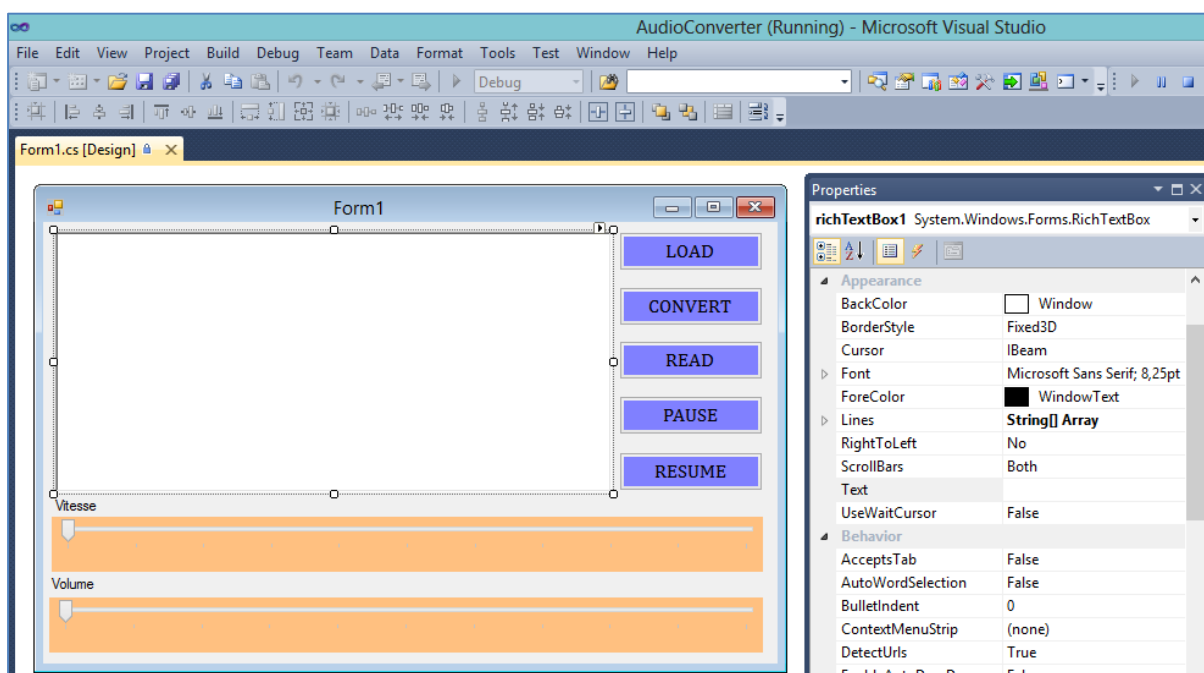 AudioConverter (Running) - Microsoft Visual Studio
File Edit View Project Build Debug Team Data Format Tools Test Window Help
Debug
Form1.cs [Design]
Form1
LOAD
CONVERT
READ
PAUSE
RESUME
Vitesse
Volume
Properties
richTextBox1 System.Windows.Forms.RichTextBox
Appearance
BackColor Window
BorderStyle Fixed3D
Cursor IBeam
Font Microsoft Sans Serif; 8,25pt
ForeColor WindowText
Lines String[] Array
RightToLeft No
ScrollBars Both
Text
UseWaitCursor False
Behavior
AcceptsTab False
AutoWordSelection False
BulletIndent 0
ContextMenuStrip (none)
DetectUrls True